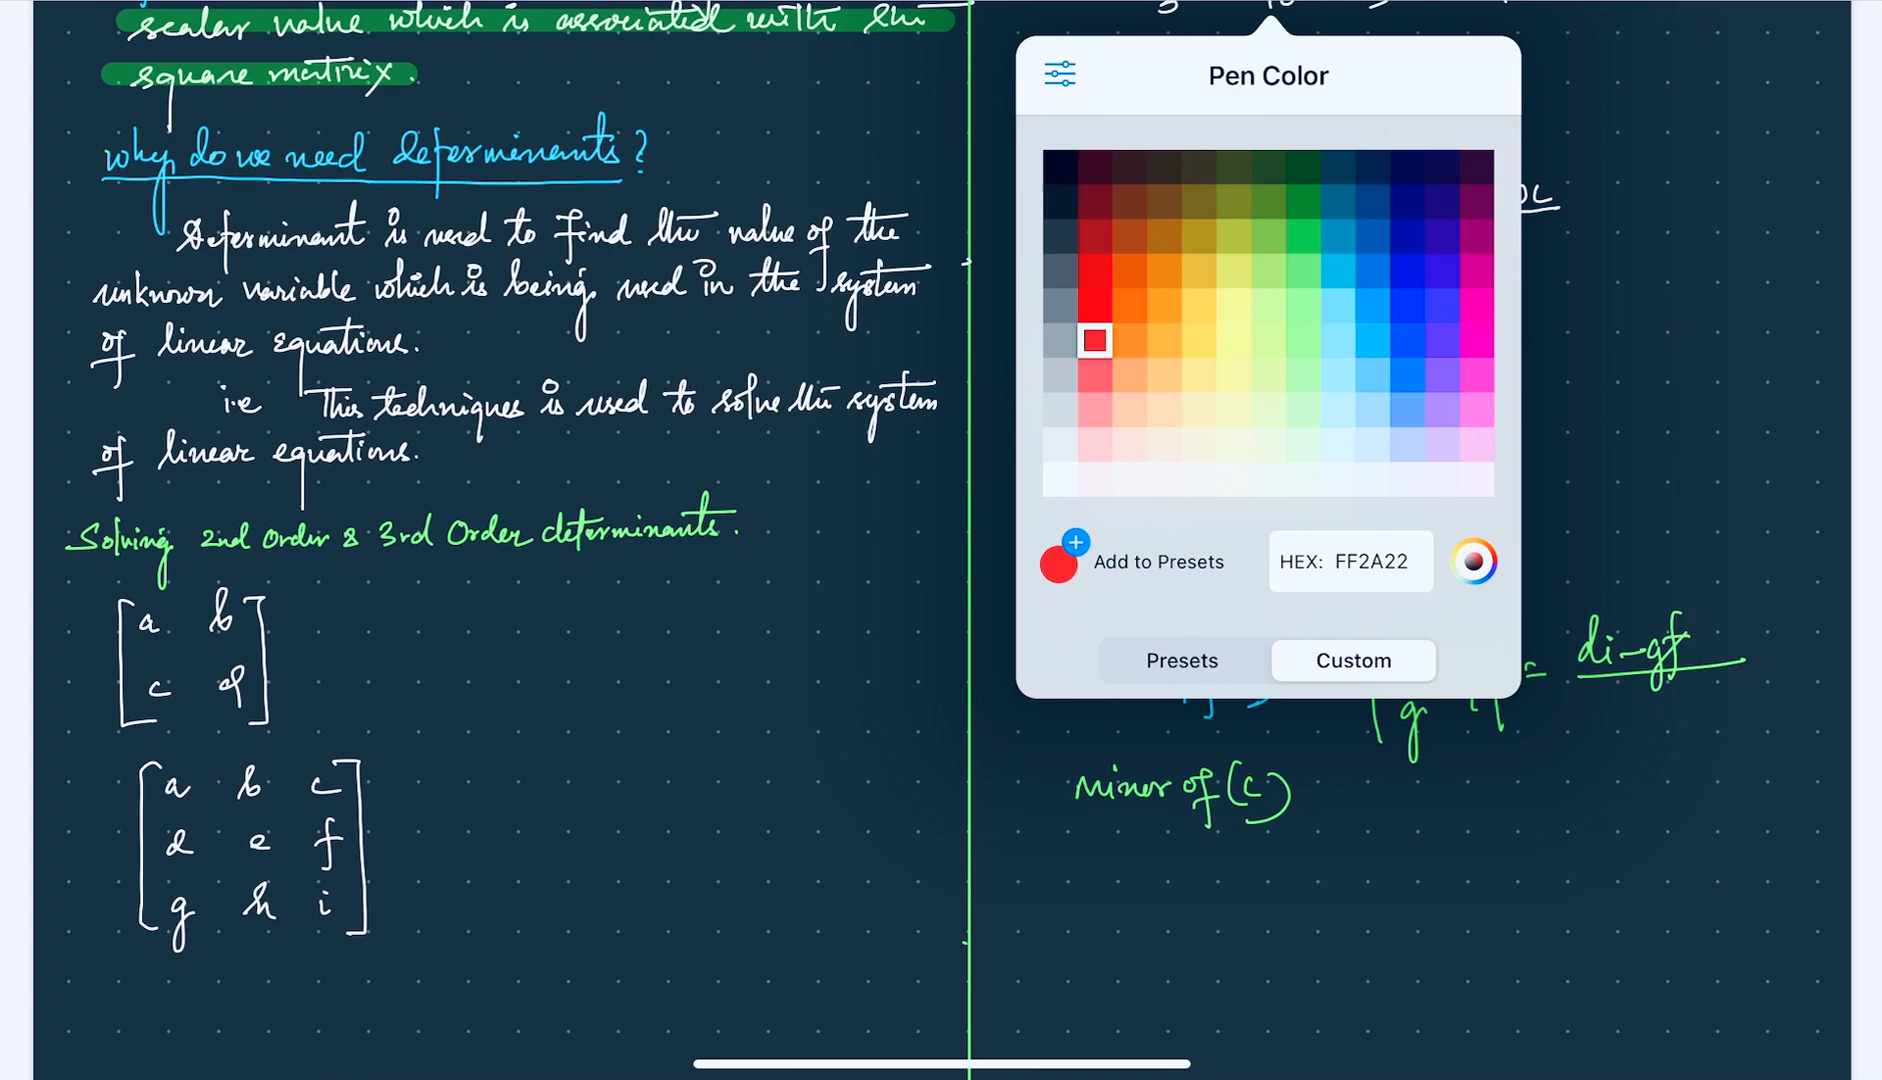 scalar value which is associated with the
square matrix.
why do we need determinants?
Determinant is used to find the value of the
unknown variable which is being used in the system
of linear equations.
i.e This techniques is used to solve the system
of linear equations.
Solving 2nd Order & 3rd Order determinants.
a b
c d
a b c
d e f
g h i
Pen Color
Add to Presets
HEX: FF2A22
Presets
Custom
= di-gf
g
Minor of (c)